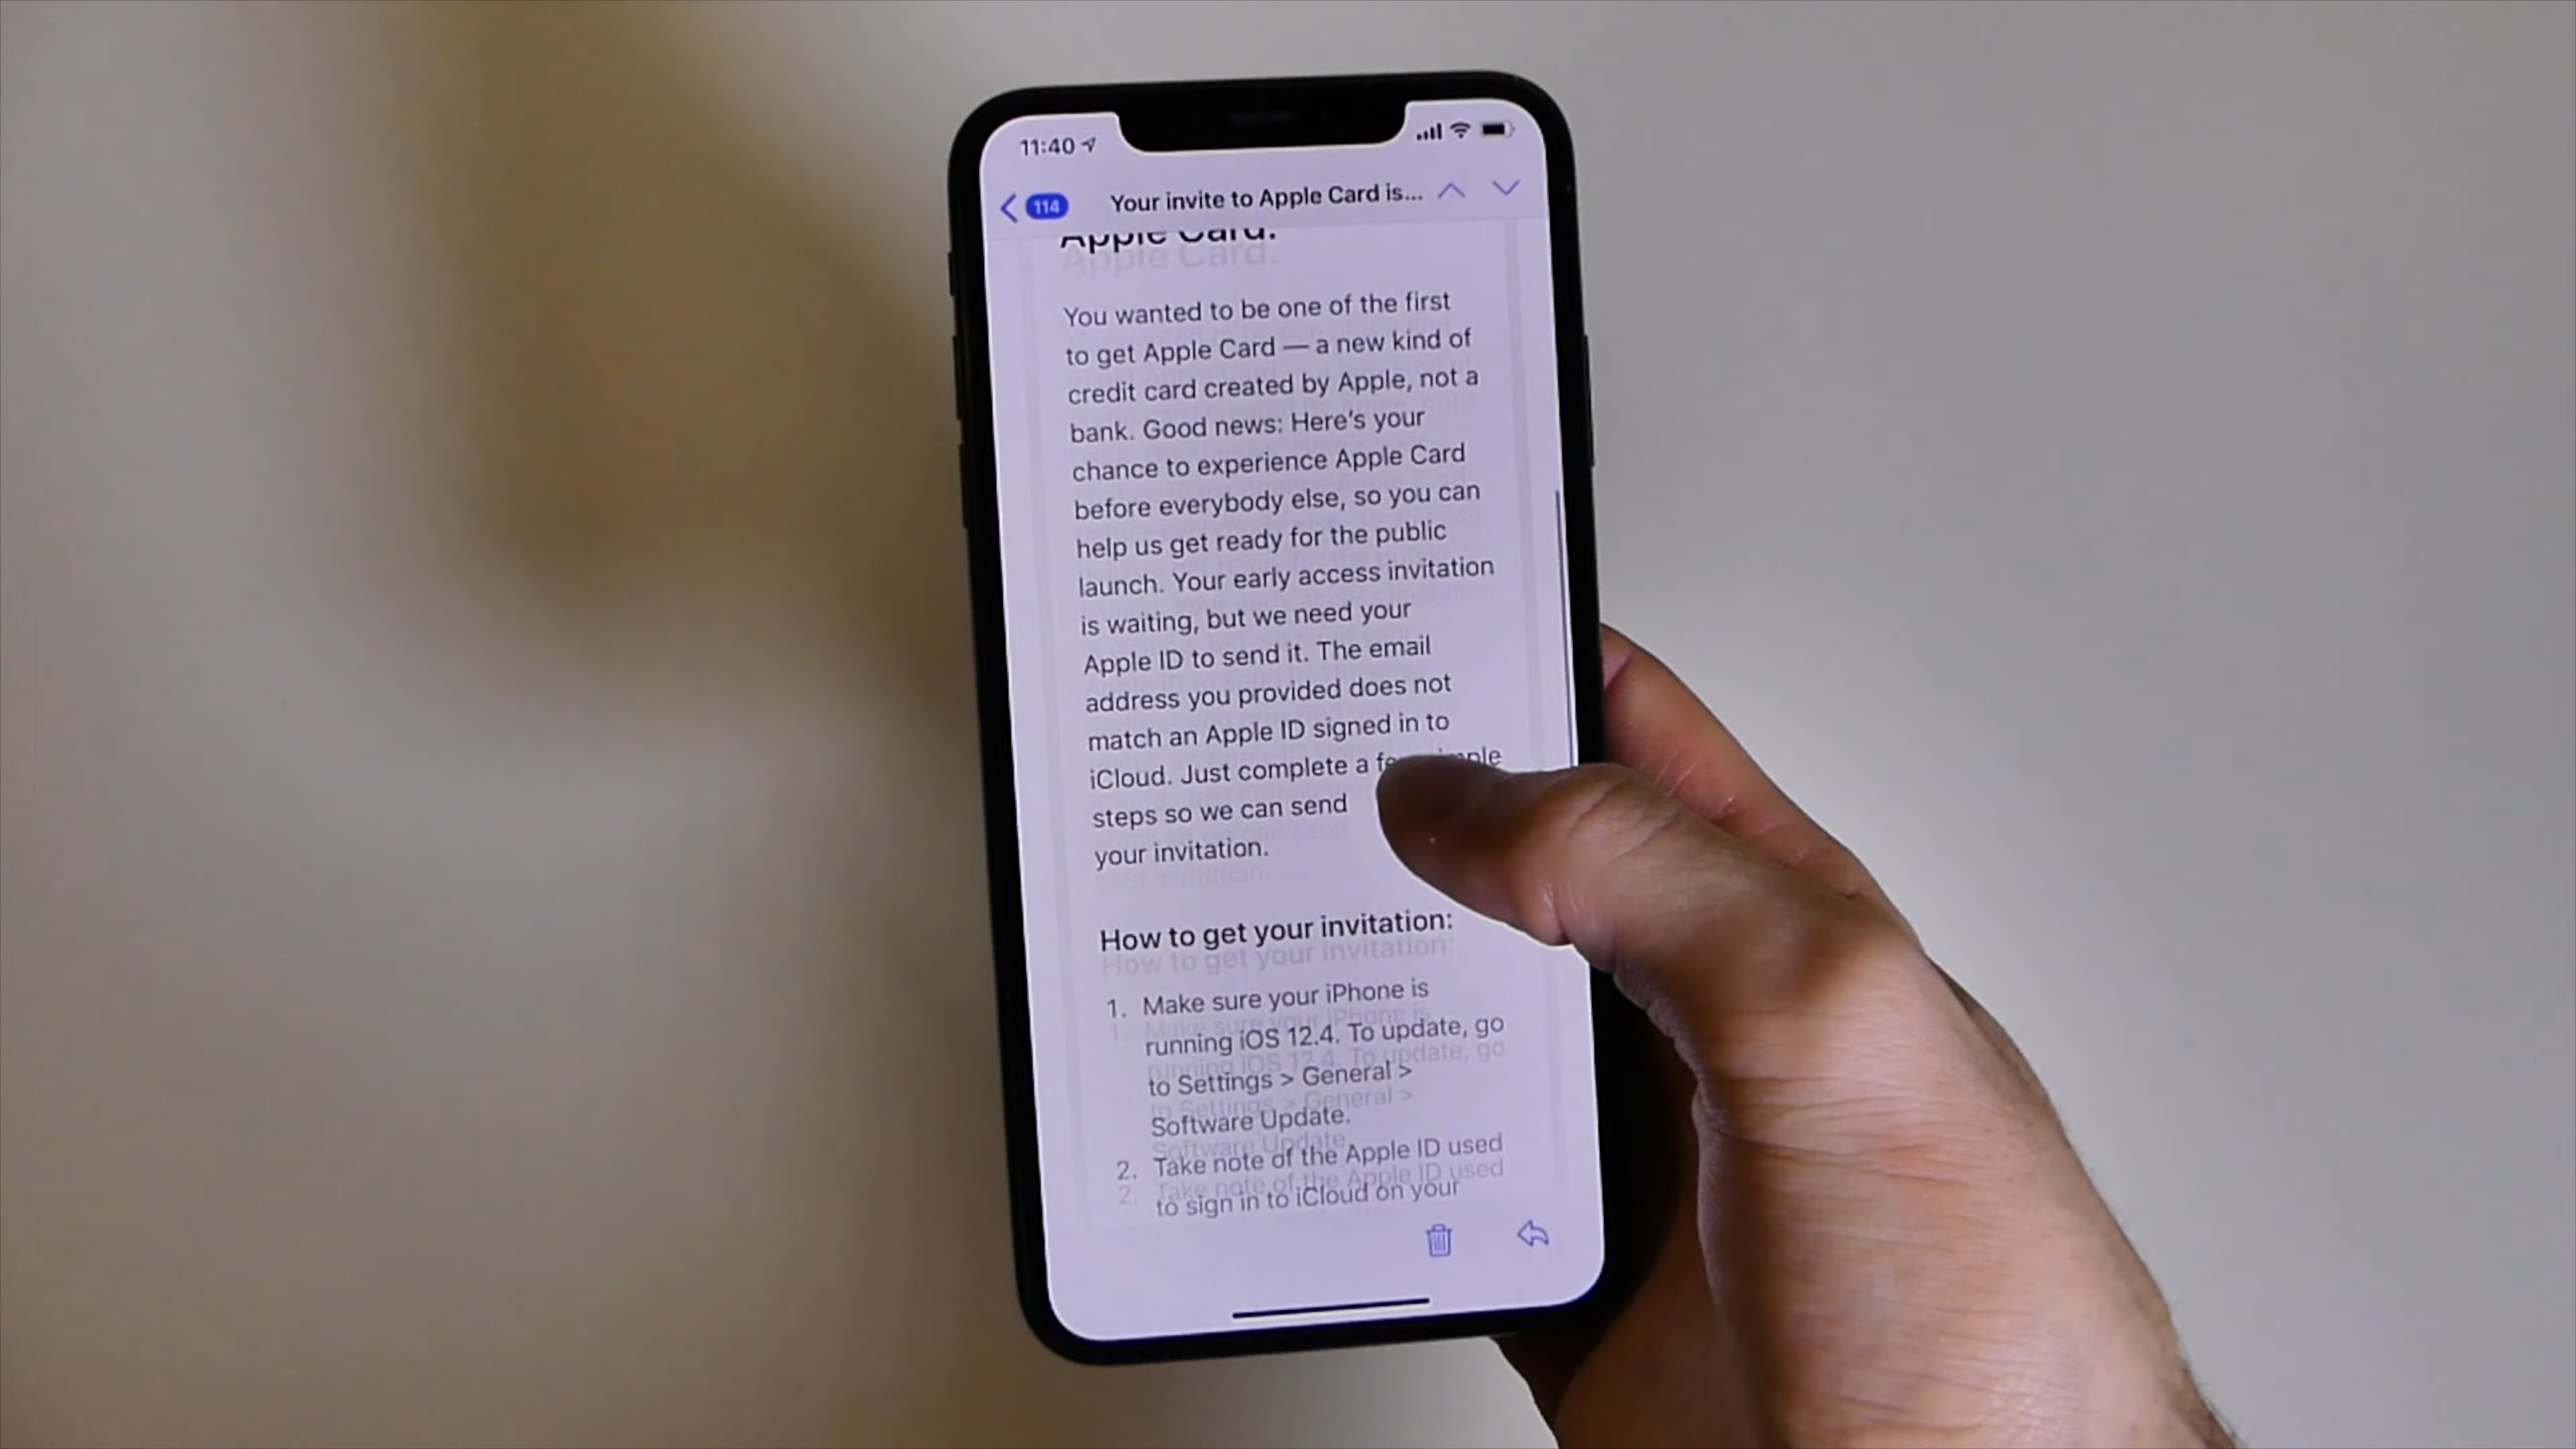 11:40
114
Your invite to Apple Card is...
Apple Card.
You wanted to be one of the first
to get Apple Card — a new kind of
credit card created by Apple, not a
bank. Good news: Here's your
chance to experience Apple Card
before everybody else, so you can
help us get ready for the public
launch. Your early access invitation
is waiting, but we need your
Apple ID to send it. The email
address you provided does not
match an Apple ID signed in to
iCloud. Just complete a
steps so we can send
your invitation.
How to get your invitation:
1. Make sure your iPhone is
running iOS 12.4. To update, go
to Settings > General >
Software Update.
2. Take note of the Apple ID used
to sign in to iCloud on your